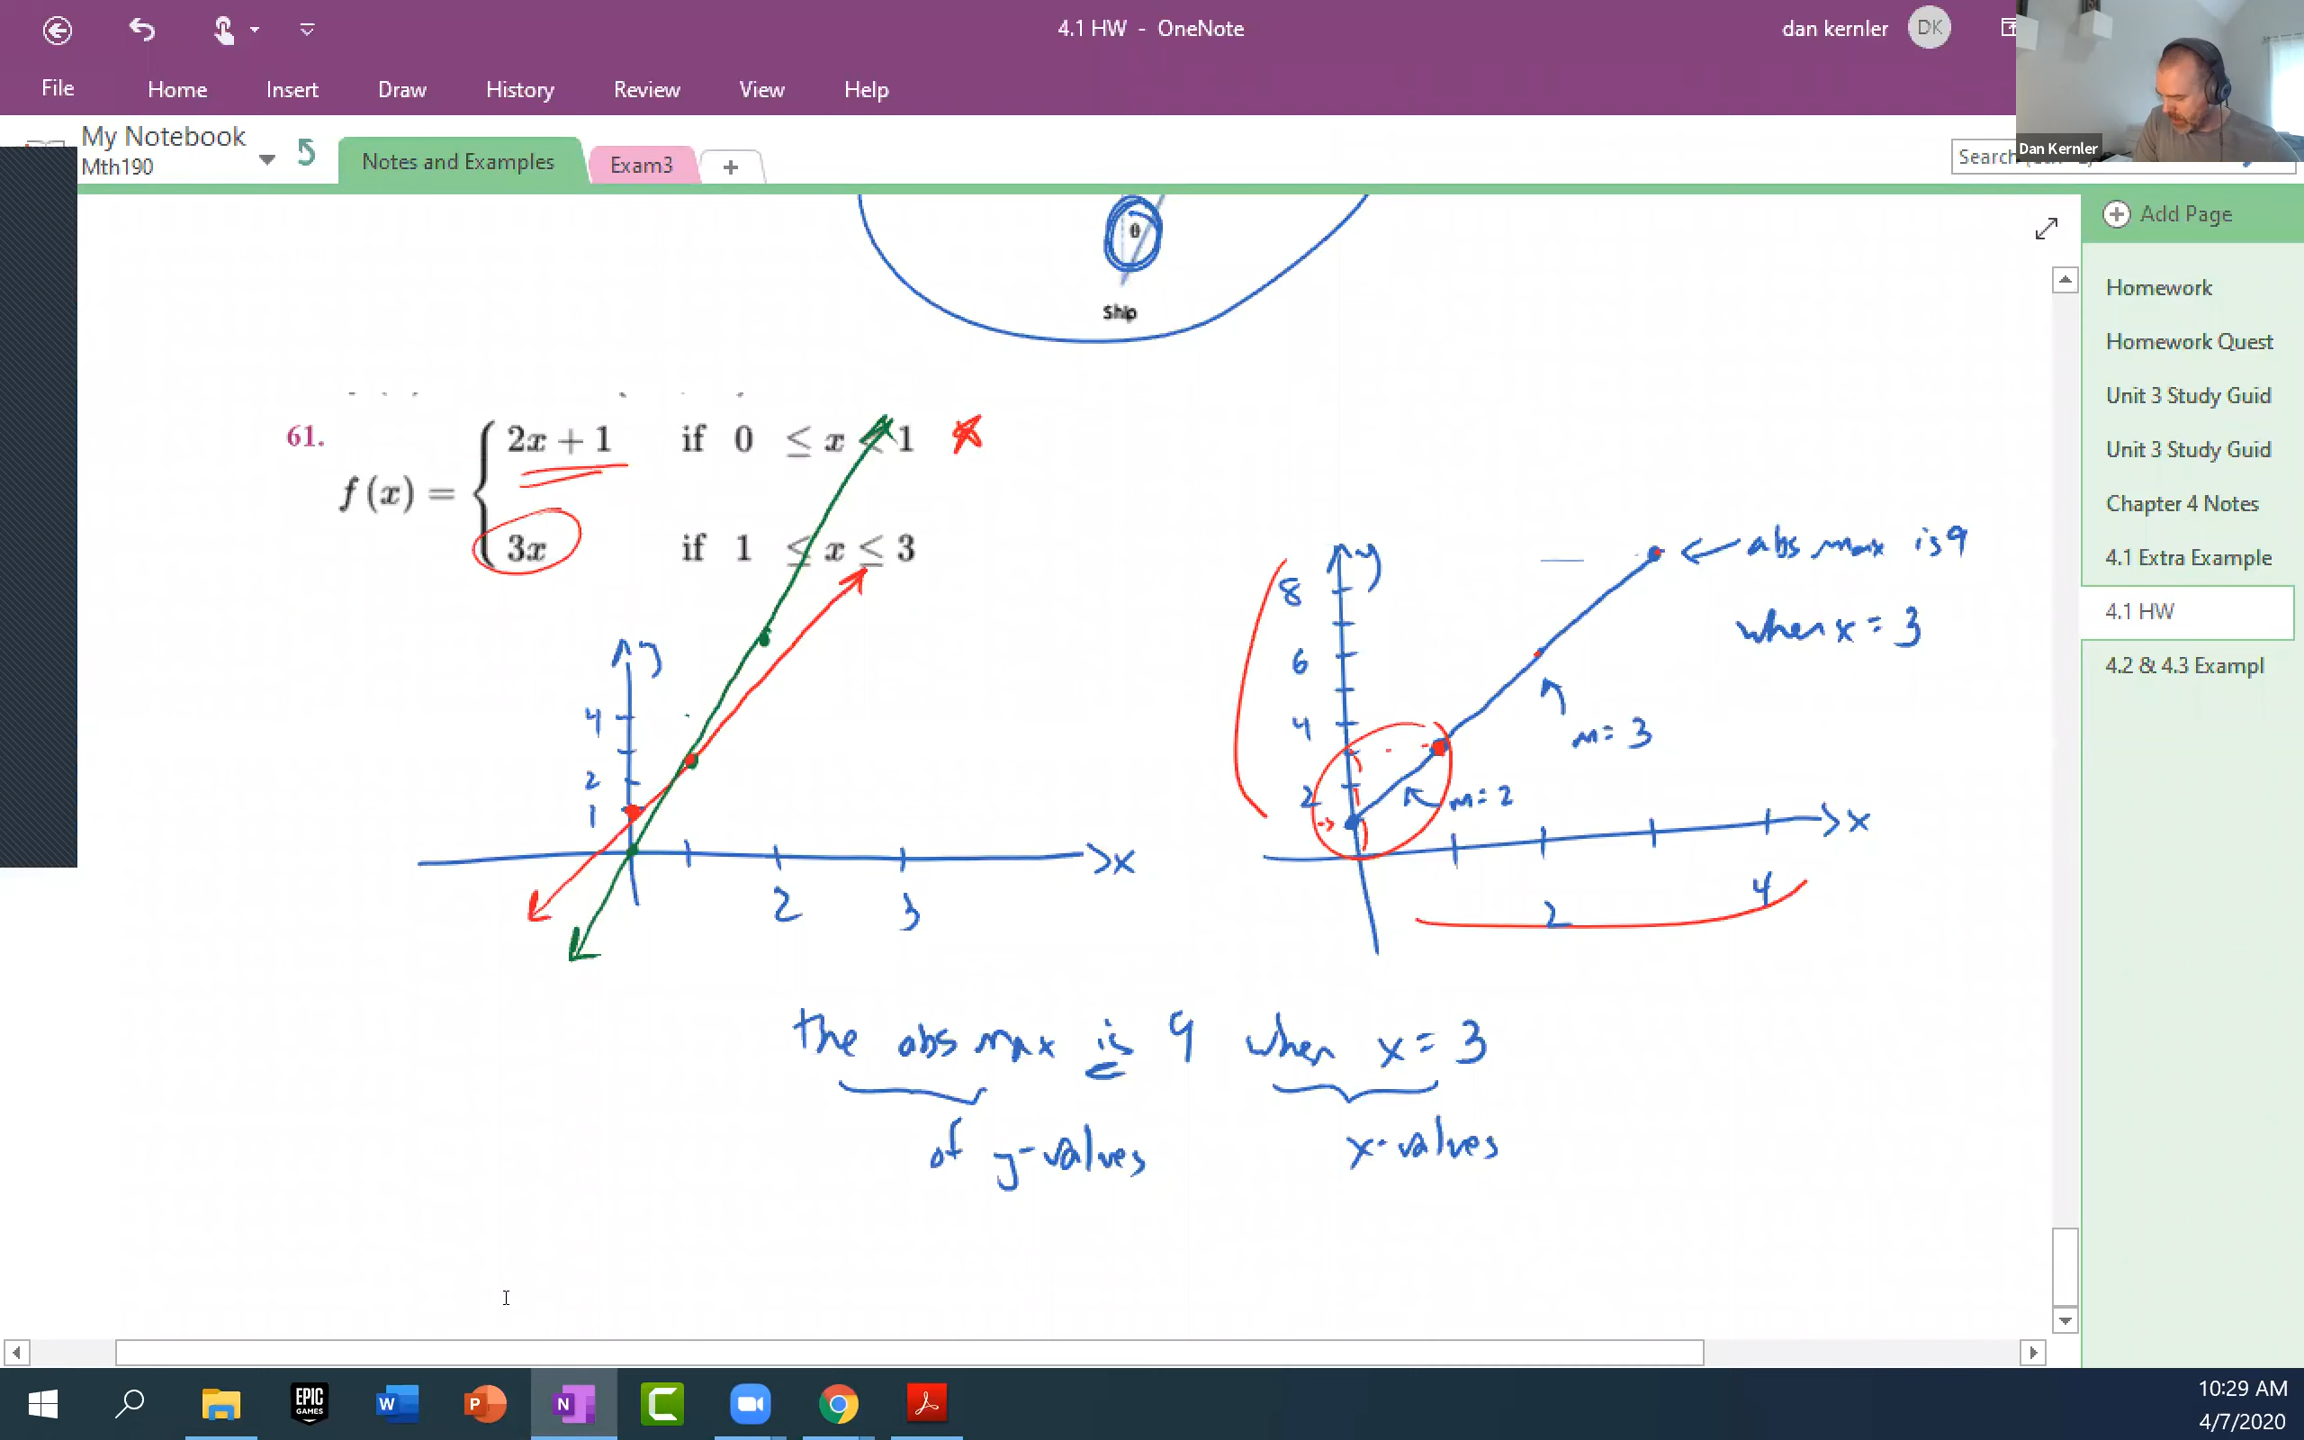 4.1 HW - OneNote
dan kernler
DK
File
Home
Insert
Draw
History
Review
View
Help
My Notebook
Mth190
Notes and Examples
Exam3
Search
Dan Kernler
Add Page
Homework
Homework Quest
Unit 3 Study Guid
Unit 3 Study Guid
Chapter 4 Notes
4.1 Extra Example
4.1 HW
4.2 & 4.3 Exampl
θ
Ship
61.
2x + 1 if 0 ≤ x < 1
f (x) =
3x if 1 ≤ x ≤ 3
y
4
2
1
x
2
3
y
8
6
4
2
abs max is 9
when x = 3
m = 3
m = 2
x
2
4
the abs max is 9 when x = 3
of y-values
x-values
EPIC
GAMES
W
P
N
10:29 AM
4/7/2020